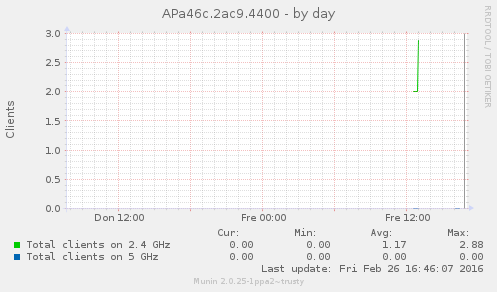 APa46c.2ac9.4400 - by day
RRDTOOL / TOBI OETIKER
Clients
3.0
2.5
2.0
1.5
1.0
0.5
0.0
Don 12:00 Fre 00:00 Fre 12:00
Cur: Min: Avg: Max:
Total clients on 2.4 GHz 0.00 0.00 1.17 2.88
Total clients on 5 GHz 0.00 0.00 0.00 0.00
Last update: Fri Feb 26 16:46:07 2016
Munin 2.0.25-1ppa2~trusty